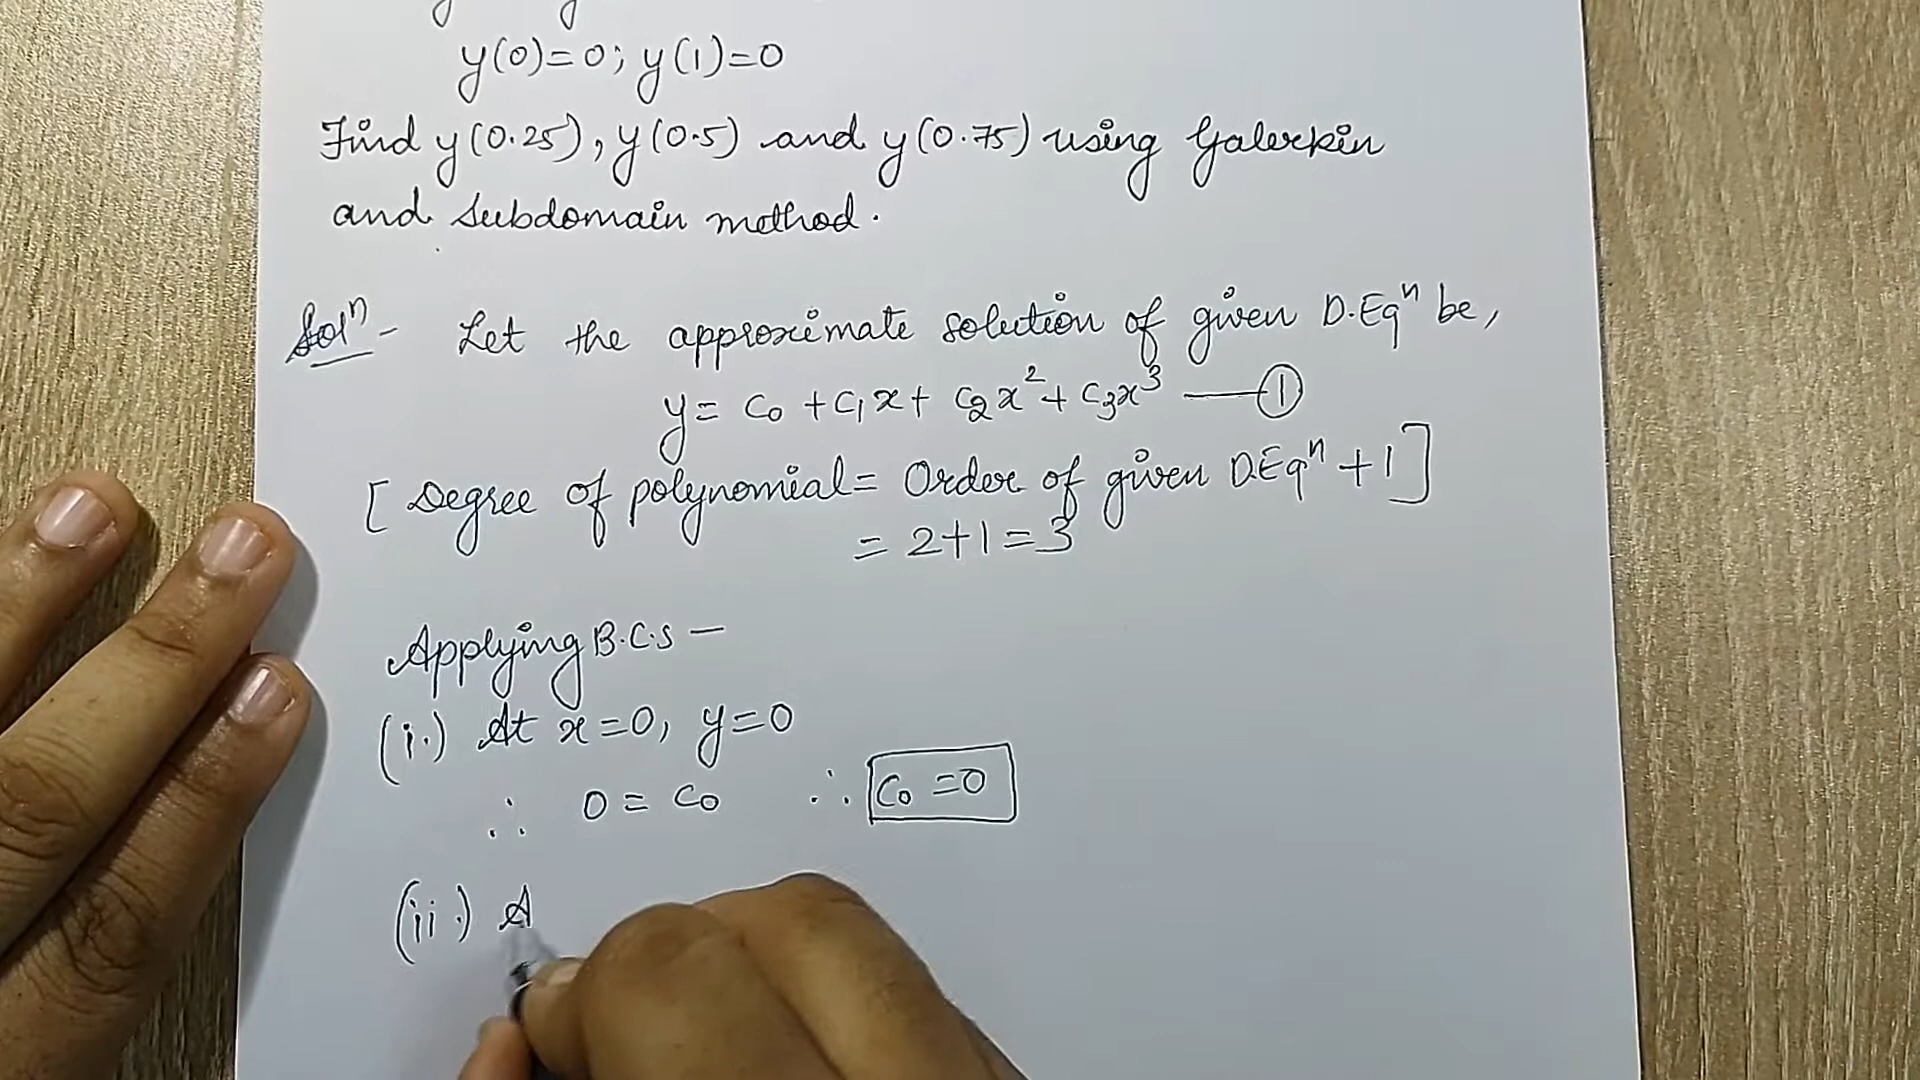 y(0)=0; y(1)=0
Find y(0.25), y(0.5) and y(0.75) using Galerkin
and Subdomain method.
Solⁿ - Let the approximate solution of given D.Eqⁿ be,
y = c₀ + c₁x + c₂x² + c₃x³ —— ①
[Degree of polynomial = Order of given D.Eqⁿ + 1]
= 2+1 = 3
Applying B.C.s —
(i.) At x=0, y=0
∴ 0 = c₀ ∴ c₀ = 0
(ii.) A